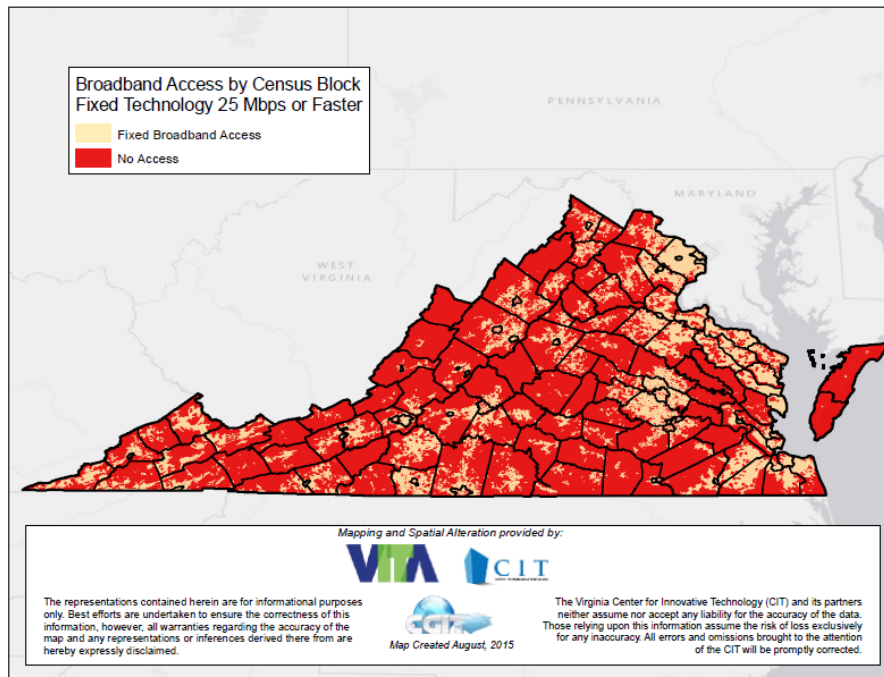 Broadband Access by Census Block
Fixed Technology 25 Mbps or Faster
Fixed Broadband Access
No Access
PENNSYLVANIA
MARYLAND
WEST
VIRGINIA
Mapping and Spatial Alteration provided by:
VITA
CIT
The representations contained herein are for informational purposes
only. Best efforts are undertaken to ensure the correctness of this
information, however, all warranties regarding the accuracy of the
map and any representations or inferences derived there from are
hereby expressly disclaimed.
CGIT
Map Created August, 2015
The Virginia Center for Innovative Technology (CIT) and its partners
neither assume nor accept any liability for the accuracy of the data.
Those relying upon this information assume the risk of loss exclusively
for any inaccuracy. All errors and omissions brought to the attention
of the CIT will be promptly corrected.